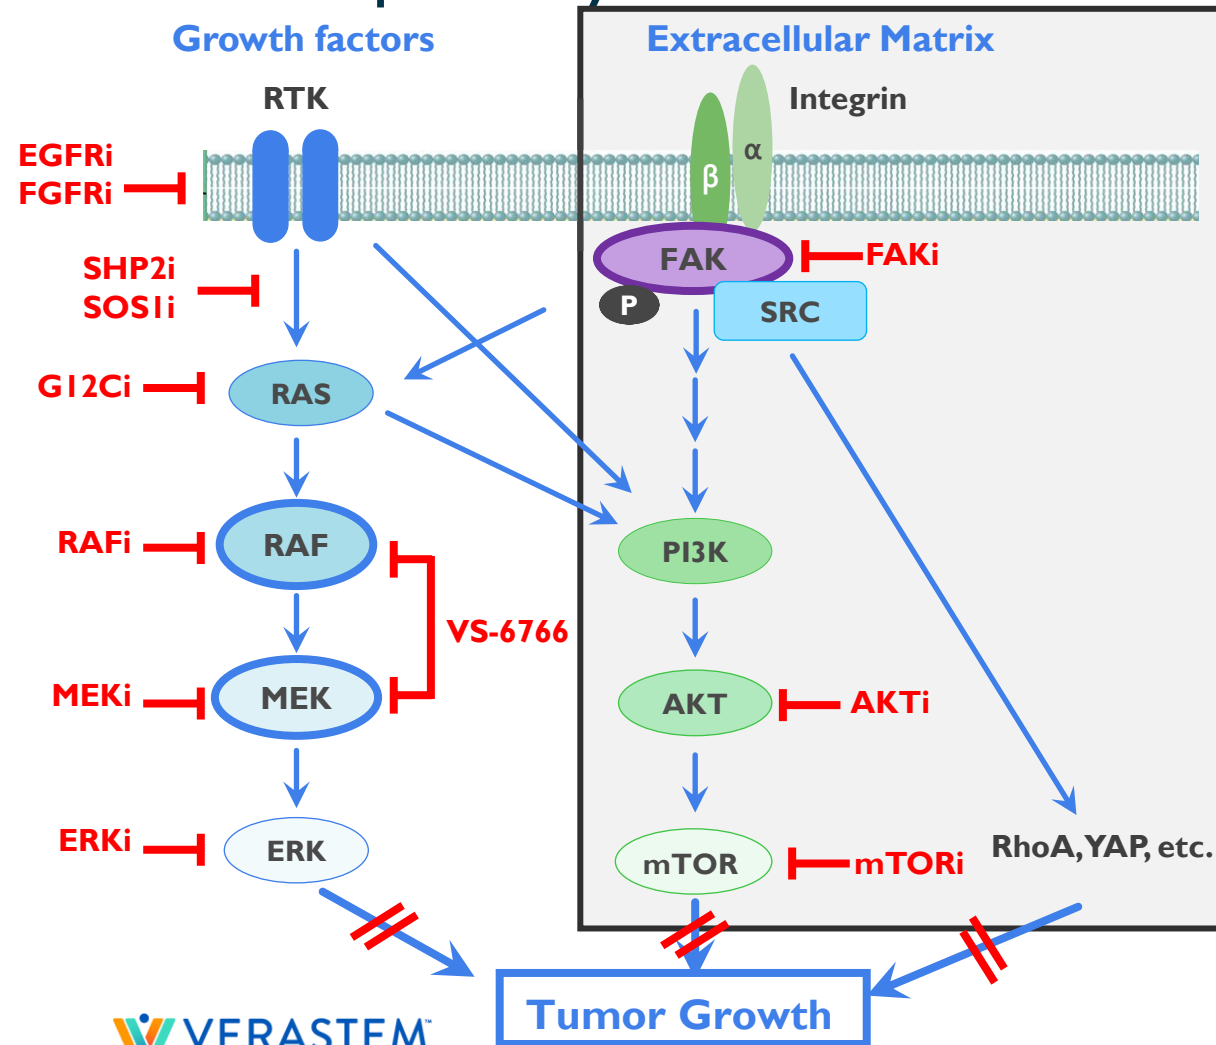 Growth factors
Extracellular Matrix
RTK
Integrin
EGFRi
FGFRi
α
β
SHP2i
SOS1i
FAK
FAKi
P
SRC
G12Ci
RAS
RAFi
RAF
PI3K
VS-6766
MEKi
MEK
AKT
AKTi
ERKi
ERK
mTOR
mTORi
RhoA, YAP, etc.
Tumor Growth
VERASTEM™